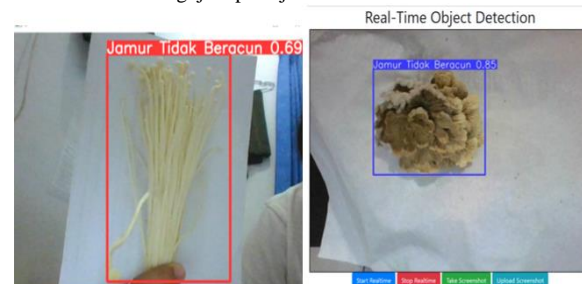 Jamur Tidak Beracun 0.69
Real-Time Object Detection
Jamur Tidak Beracun 0.85
Start Realtime
Stop Realtime
Take Screenshot
Upload Screenshot